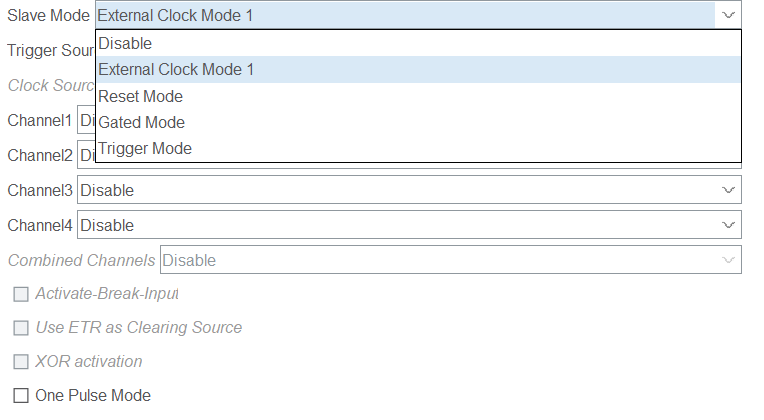 Slave Mode External Clock Mode 1
Disable
Trigger Sour
External Clock Mode 1
Clock Sourc
Reset Mode
Channel1 Di
Gated Mode
Channel2 Di
Trigger Mode
Channel3 Disable
Channel4 Disable
Combined Channels Disable
Activate-Break-Input
Use ETR as Clearing Source
XOR activation
One Pulse Mode